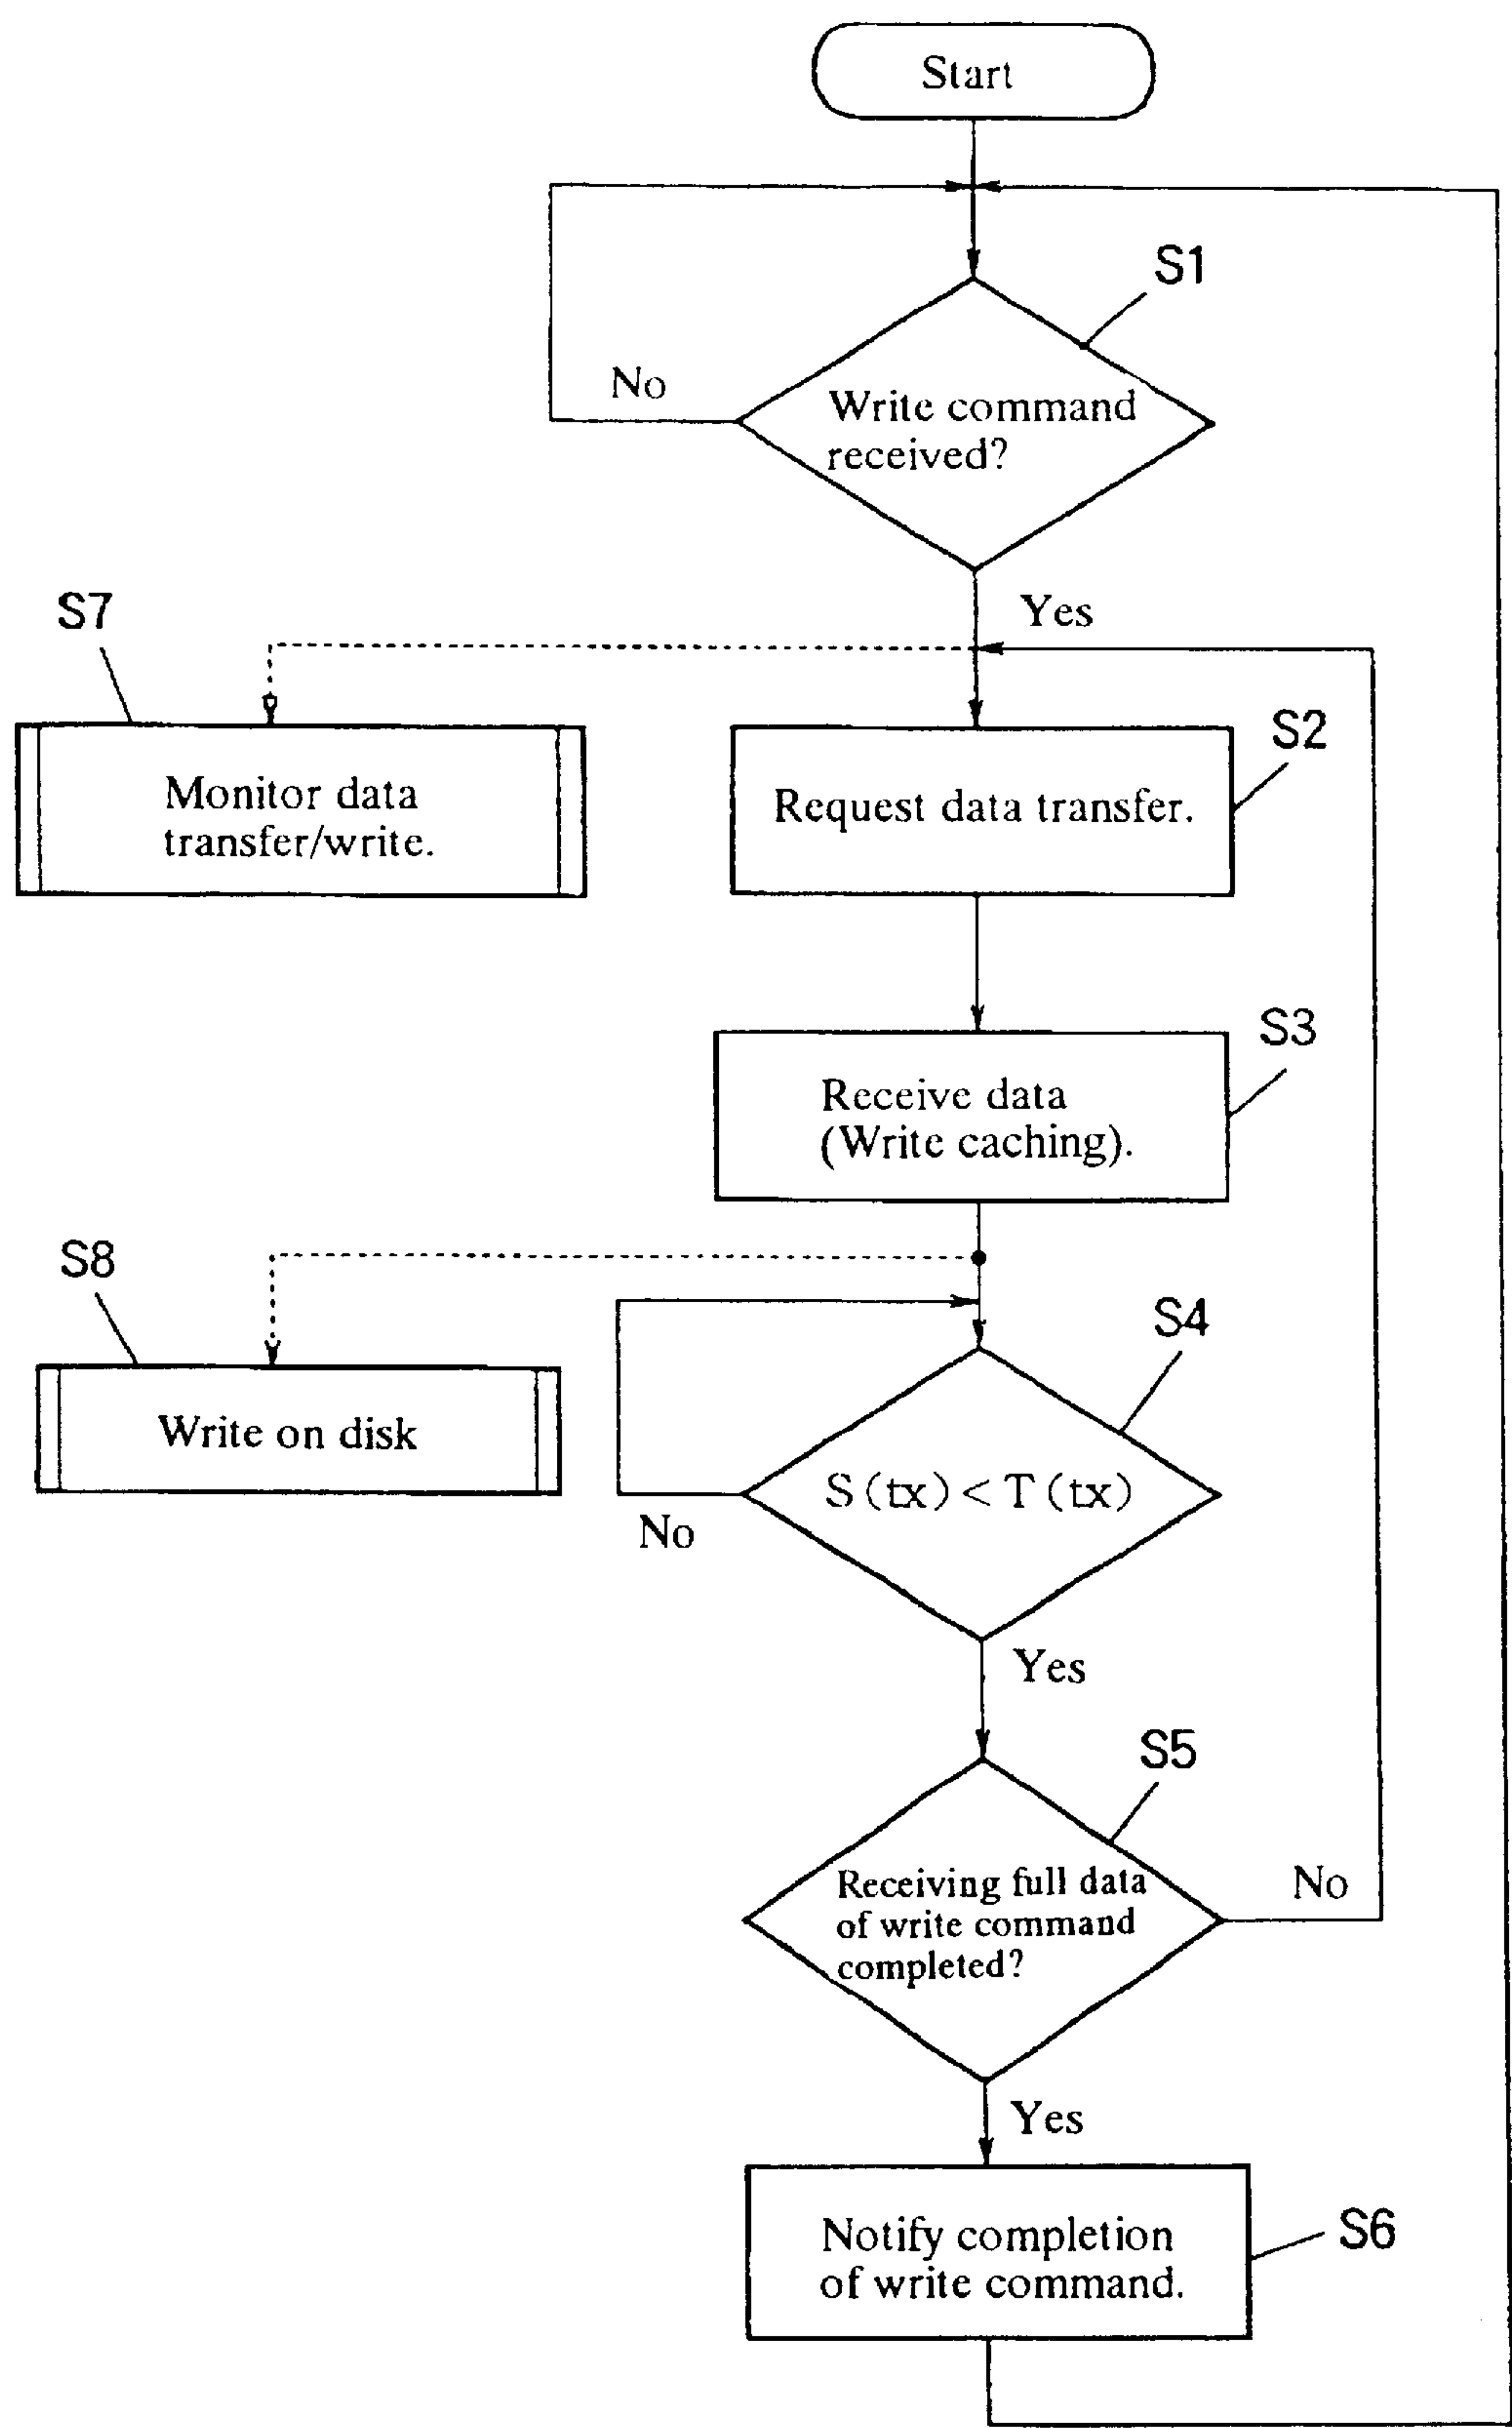 Start
S1
No
Write command
received?
Yes
S7
S2
Monitor data
transfer/write.
Request data transfer.
S3
Receive data
(Write caching).
S8
S4
Write on disk
S (tx) < T (tx)
No
Yes
S5
Receiving full data
of write command
completed?
No
Yes
Notify completion
of write command.
S6